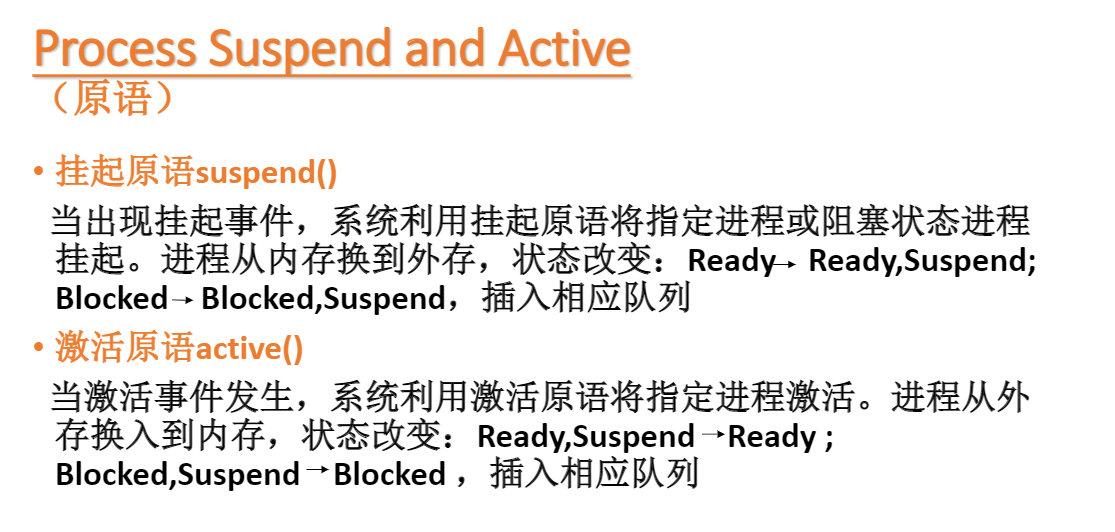 Process Suspend and Active
（原语）
• 挂起原语suspend()
当出现挂起事件，系统利用挂起原语将指定进程或阻塞状态进程
挂起。进程从内存换到外存，状态改变：Ready→ Ready,Suspend;
Blocked→ Blocked,Suspend，插入相应队列
• 激活原语active()
当激活事件发生，系统利用激活原语将指定进程激活。进程从外
存换入到内存，状态改变：Ready,Suspend →Ready ;
Blocked,Suspend →Blocked ，插入相应队列